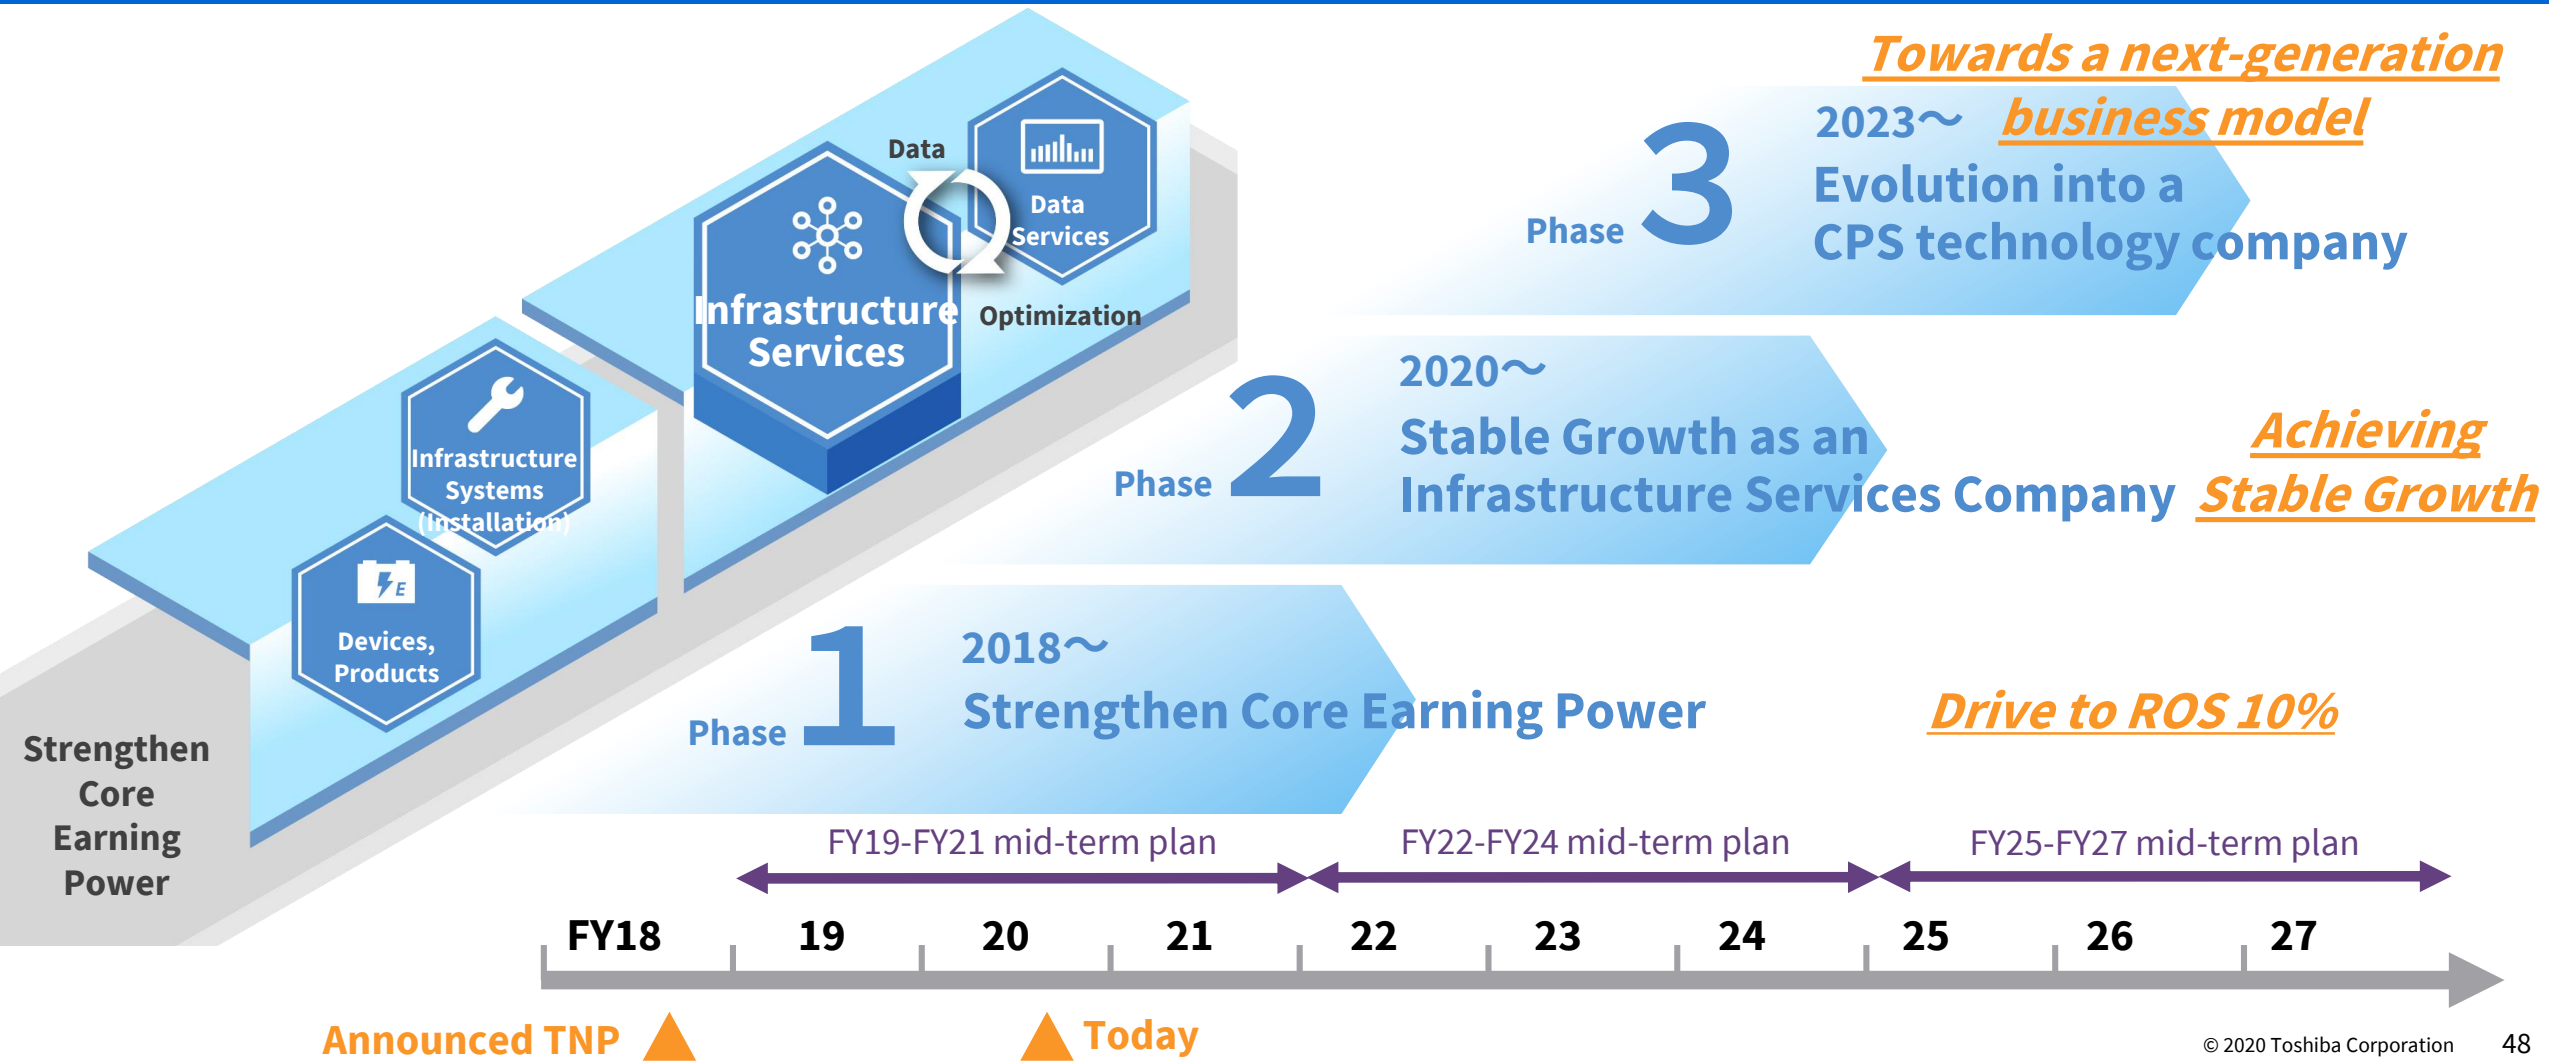 Towards a next-generation
business model
Phase 3
2023～
Evolution into a
CPS technology company
Data
Data
Services
Infrastructure
Services
Optimization
Phase 2
2020～
Stable Growth as an
Infrastructure Services Company
Achieving
Stable Growth
Infrastructure
Systems
(Installation)
E
Devices,
Products
Phase 1
2018～
Strengthen Core Earning Power
Drive to ROS 10%
Strengthen
Core
Earning
Power
FY19-FY21 mid-term plan
FY22-FY24 mid-term plan
FY25-FY27 mid-term plan
FY18 19 20 21 22 23 24 25 26 27
Announced TNP
Today
© 2020 Toshiba Corporation 48